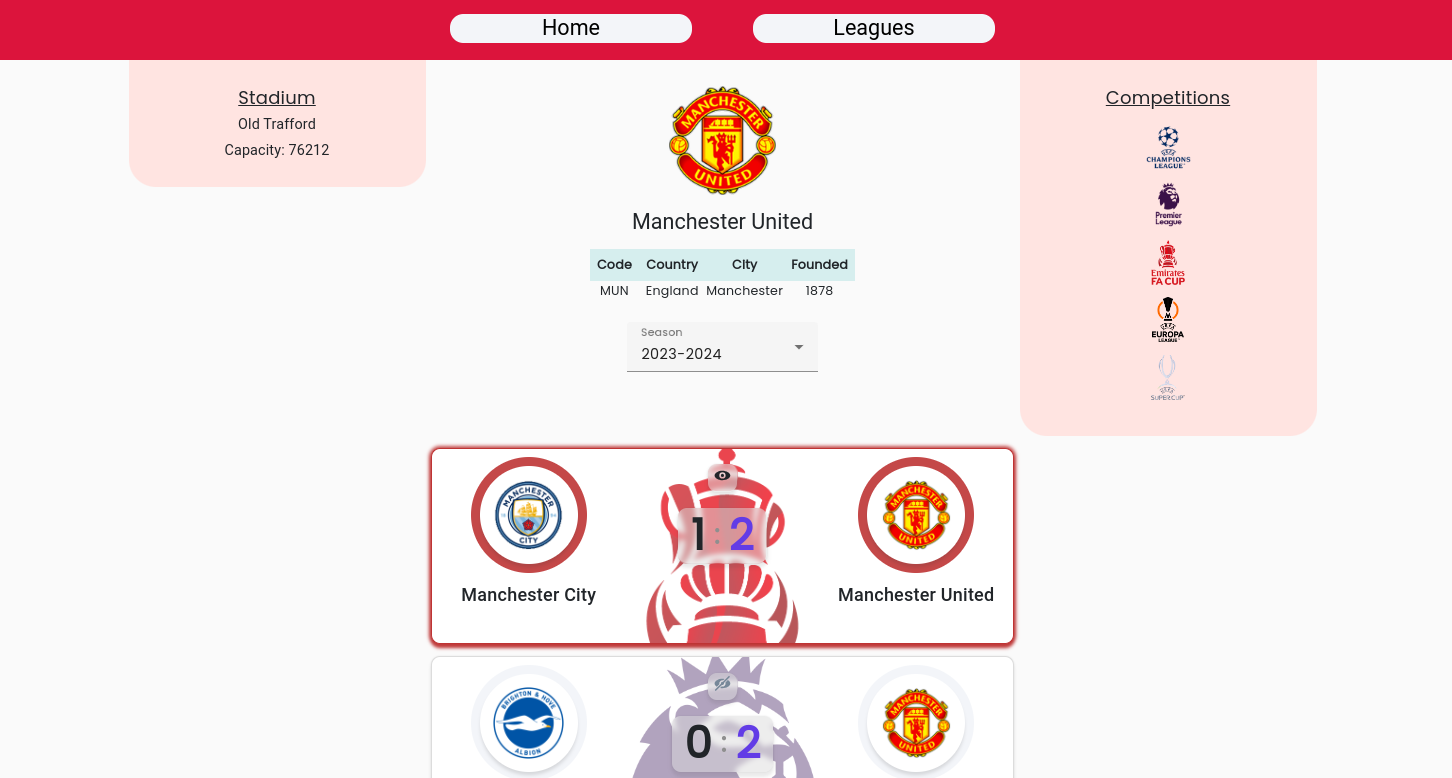 Home
Leagues
Stadium
Old Trafford
Capacity: 76212
MANCHESTER
UNITED
Manchester United
Code Country City Founded
MUN England Manchester 1878
Season
2023-2024
Competitions
CHAMPIONS
LEAGUE
Premier
League
Emirates
FA CUP
EUROPA
LEAGUE
SUPERCUP
MANCHESTER
CITY
Manchester City
1 : 2
MANCHESTER
UNITED
Manchester United
BRIGHTON & HOVE
ALBION
0 : 2
MANCHESTER
UNITED